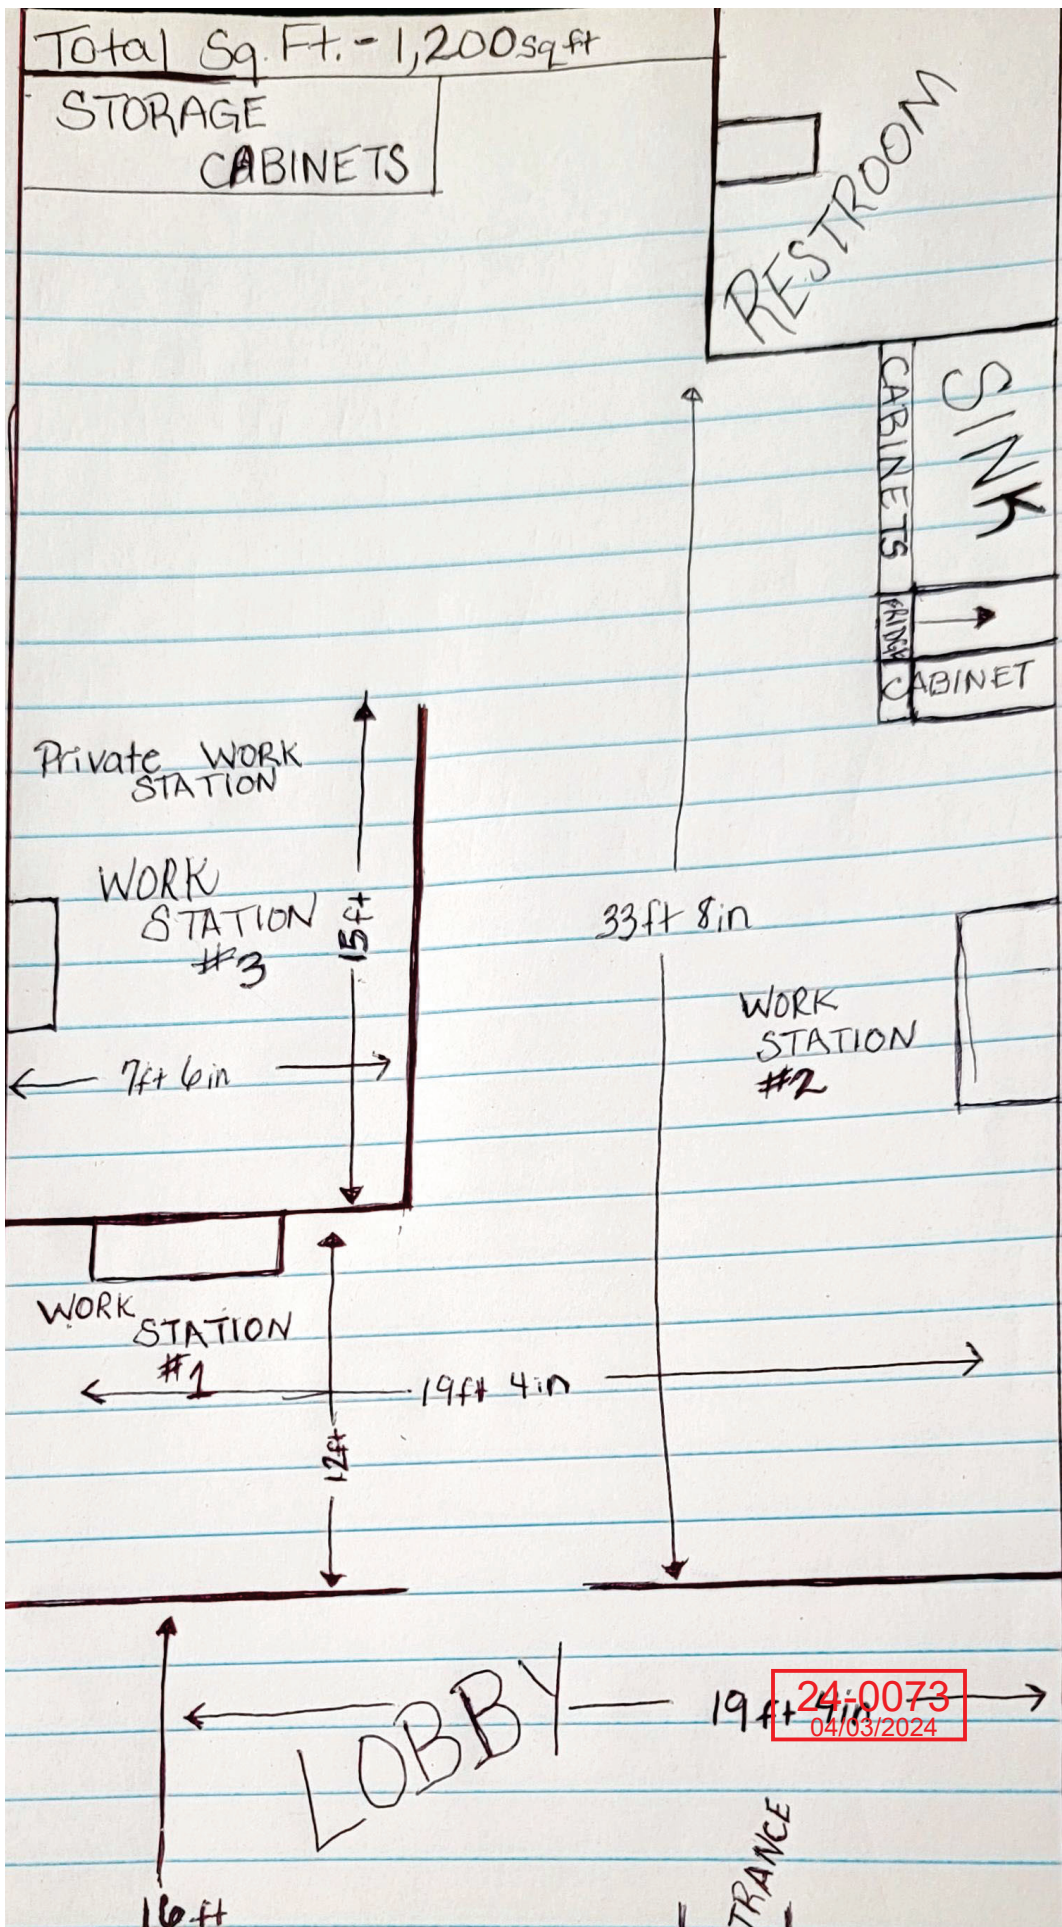 Total Sq. Ft. - 1,200 sq ft
STORAGE
CABINETS
RESTROOM
SINK
CABINETS
FRIDGE
CABINET
Private WORK
STATION
WORK
STATION
#3
15ft
7ft 6in
33ft 8in
WORK
STATION
#2
WORK
STATION
#1
19ft 4in
12ft
LOBBY
19ft 4in
24-0073
04/03/2024
TRANCE
16 ft